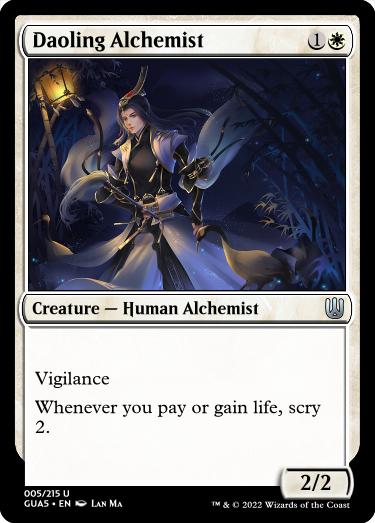 Daoling Alchemist 1
Creature — Human Alchemist
Vigilance
Whenever you pay or gain life, scry
2.
2/2
005/215 U
GUA5 • EN Lan Ma
™ & © 2022 Wizards of the Coast